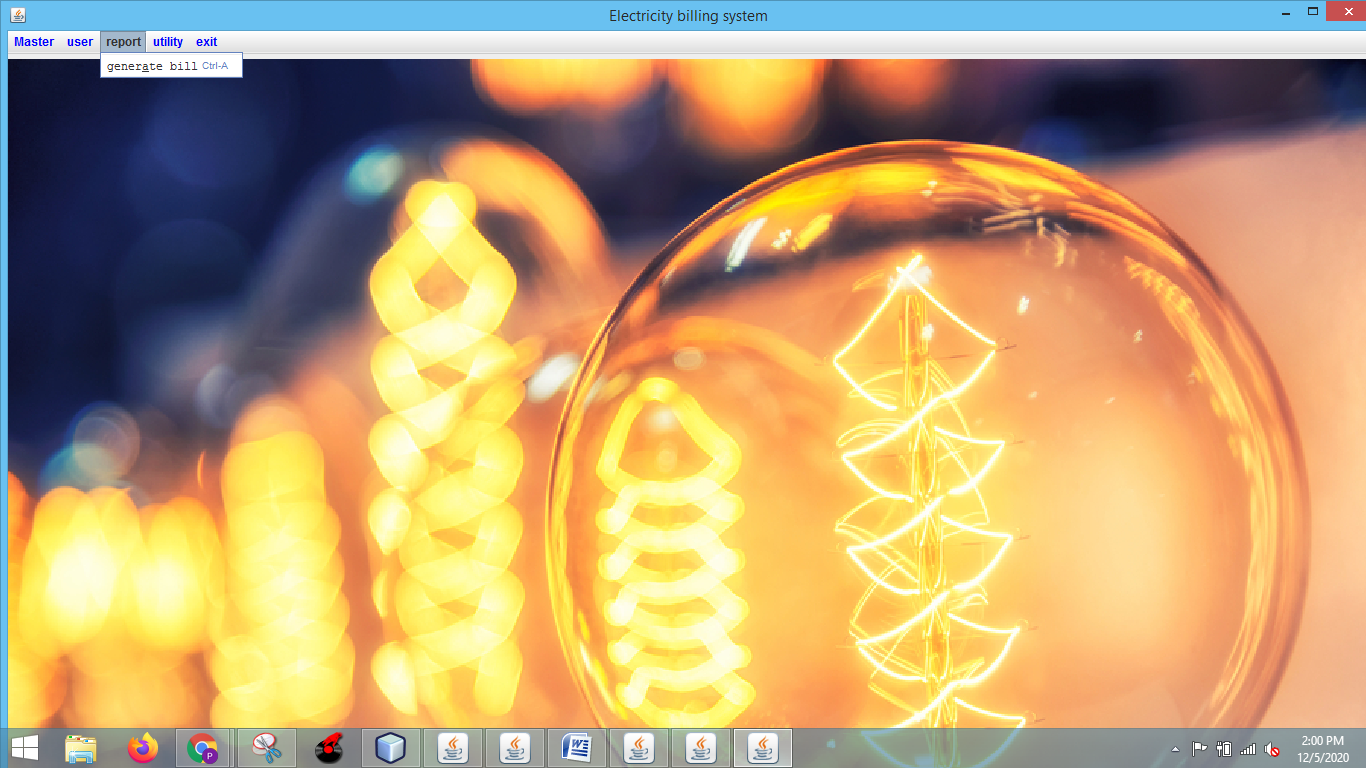 Electricity billing system
Master user report utility exit
generate bill Ctrl-A
P
W
2:00 PM
12/5/2020